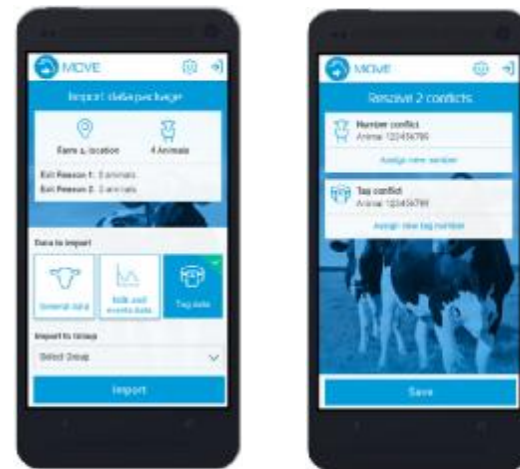 MOVE
Import data package
Farm a, location
4 Animals
Exit Reason 1: 2 animals
Exit Reason 2: 2 animals
Data to import
General data
Milk and
events data
Tag data
Import to Group
Select Group
Import
MOVE
Resolve 2 conflicts
Number conflict
Animal 123456789
Assign new number
Tag conflict
Animal 123456789
Assign new tag number
Save